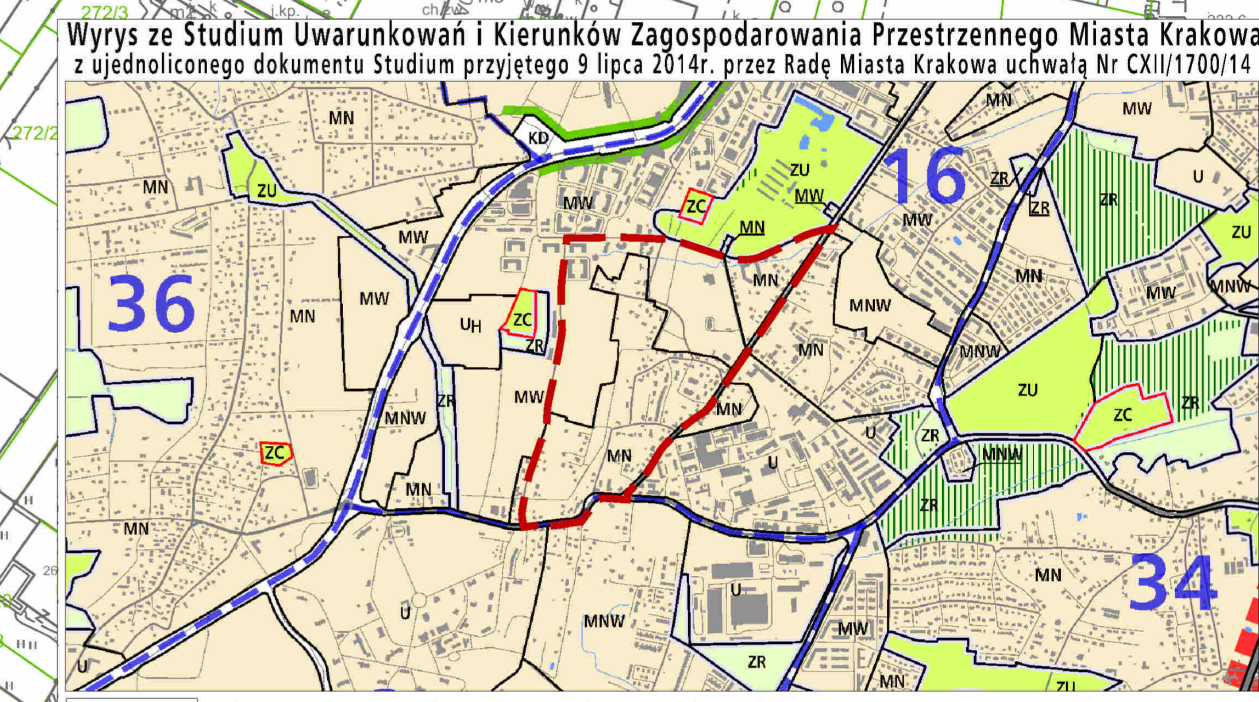 272/3
j.kp.
Wyrys ze Studium Uwarunkowań i Kierunków Zagospodarowania Przestrzennego Miasta Krakowa
z ujednoliconego dokumentu Studium przyjętego 9 lipca 2014r. przez Radę Miasta Krakowa uchwałą Nr CXII/1700/14
272/2
MN
KD
MN
MW
MN
ZU
MW
ZC
ZU
MW
16
MW
ZR
ZR
ZR
U
ZU
MW
MN
36
MN
MW
UH
ZC
ZR
MN
MNW
MN
MW
MNW
MNW
MN
MNW
ZR
MW
MN
ZU
ZC
ZR
ZC
MN
MN
U
U
ZR
MNW
ZR
MN
H
H
MN
34
U
MNW
U
MW
ZR
MN
ZU
U
H II
H